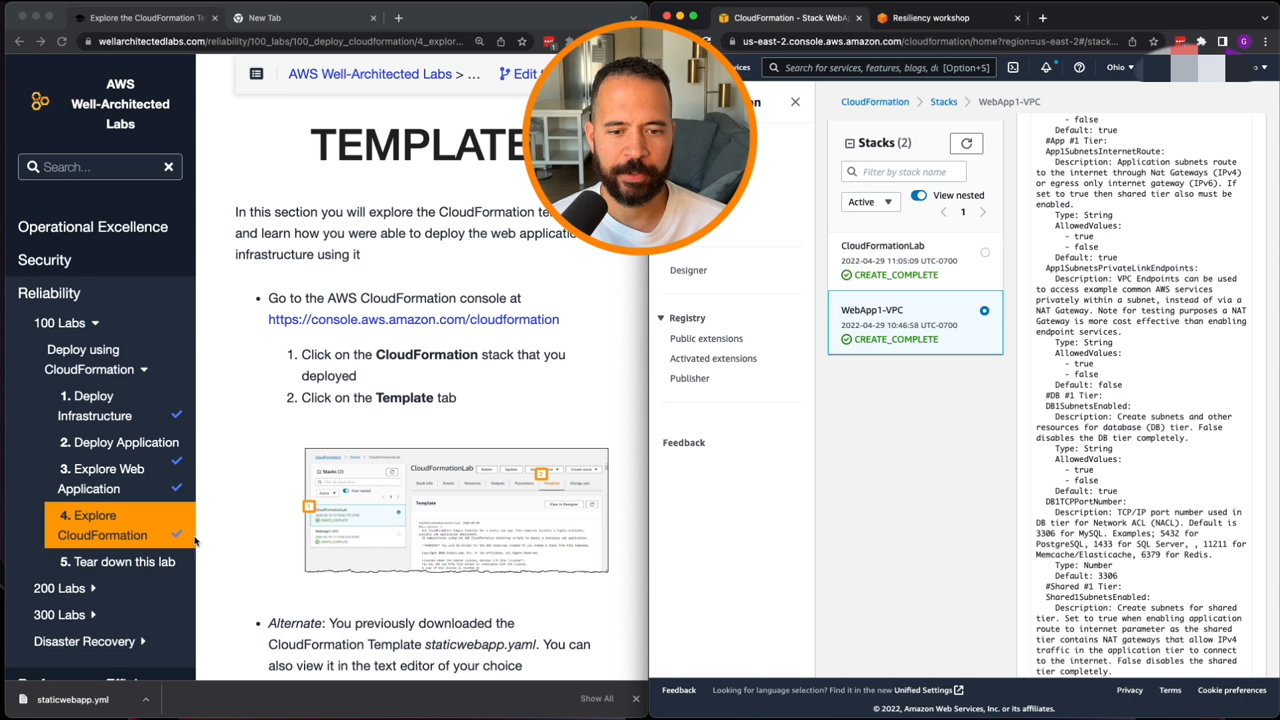 Explore the CloudFormation Te
New Tab
CloudFormation - Stack WebA
Resiliency workshop
wellarchitectedlabs.com/reliability/100_labs/100_deploy_cloudformation/4_explor...
us-east-2.console.aws.amazon.com/cloudformation/home?region=us-east-2#/stack...
AWS
Well-Architected
Labs
Search...
Operational Excellence
Security
Reliability
100 Labs
Deploy using
CloudFormation
1. Deploy
Infrastructure
2. Deploy Application
3. Explore Web
Application
4. Explore
CloudFormation
5. Tear down this lab
200 Labs
300 Labs
Disaster Recovery
AWS Well-Architected Labs > ...
Edit
TEMPLATE
In this section you will explore the CloudFormation te
and learn how you were able to deploy the web applicatio
infrastructure using it
• Go to the AWS CloudFormation console at
https://console.aws.amazon.com/cloudformation
1. Click on the CloudFormation stack that you
deployed
2. Click on the Template tab
CloudFormationLab
Template
• Alternate: You previously downloaded the
CloudFormation Template staticwebapp.yaml. You can
also view it in the text editor of your choice
staticwebapp.yml
Show All
rvices
Search for services, features, blogs, d
[Option+S]
Ohio
on
Designer
Registry
Public extensions
Activated extensions
Publisher
Feedback
CloudFormation > Stacks > WebApp1-VPC
Stacks (2)
Filter by stack name
Active
View nested
1
CloudFormationLab
2022-04-29 11:05:09 UTC-0700
CREATE_COMPLETE
WebApp1-VPC
2022-04-29 10:46:58 UTC-0700
CREATE_COMPLETE
- false
Default: true
#App #1 Tier:
App1SubnetsInternetRoute:
Description: Application subnets route
to the internet through Nat Gateways (IPv4)
or egress only internet gateway (IPv6). If
set to true then shared tier also must be
enabled.
Type: String
AllowedValues:
- true
- false
Default: true
App1SubnetsPrivateLinkEndpoints:
Description: VPC Endpoints can be used
to access example common AWS services
privately within a subnet, instead of via a
NAT Gateway. Note for testing purposes a NAT
Gateway is more cost effective than enabling
endpoint services.
Type: String
AllowedValues:
- true
- false
Default: false
#DB #1 Tier:
DB1SubnetsEnabled:
Description: Create subnets and other
resources for database (DB) tier. False
disables the DB tier completely.
Type: String
AllowedValues:
- true
- false
Default: true
DB1TCPPortNumber:
Description: TCP/IP port number used in
DB tier for Network ACL (NACL). Default is
3306 for MySQL. Examples; 5432 for
PostgreSQL, 1433 for SQL Server, , 11211 for
Memcache/Elasticache, 6379 for Redis.
Type: Number
Default: 3306
#Shared #1 Tier:
Shared1SubnetsEnabled:
Description: Create subnets for shared
tier. Set to true when enabling application
route to internet parameter as the shared
tier contains NAT gateways that allow IPv4
traffic in the application tier to connect
to the internet. False disables the shared
tier completely.
Feedback
Looking for language selection? Find it in the new Unified Settings
Privacy
Terms
Cookie preferences
© 2022, Amazon Web Services, Inc. or its affiliates.